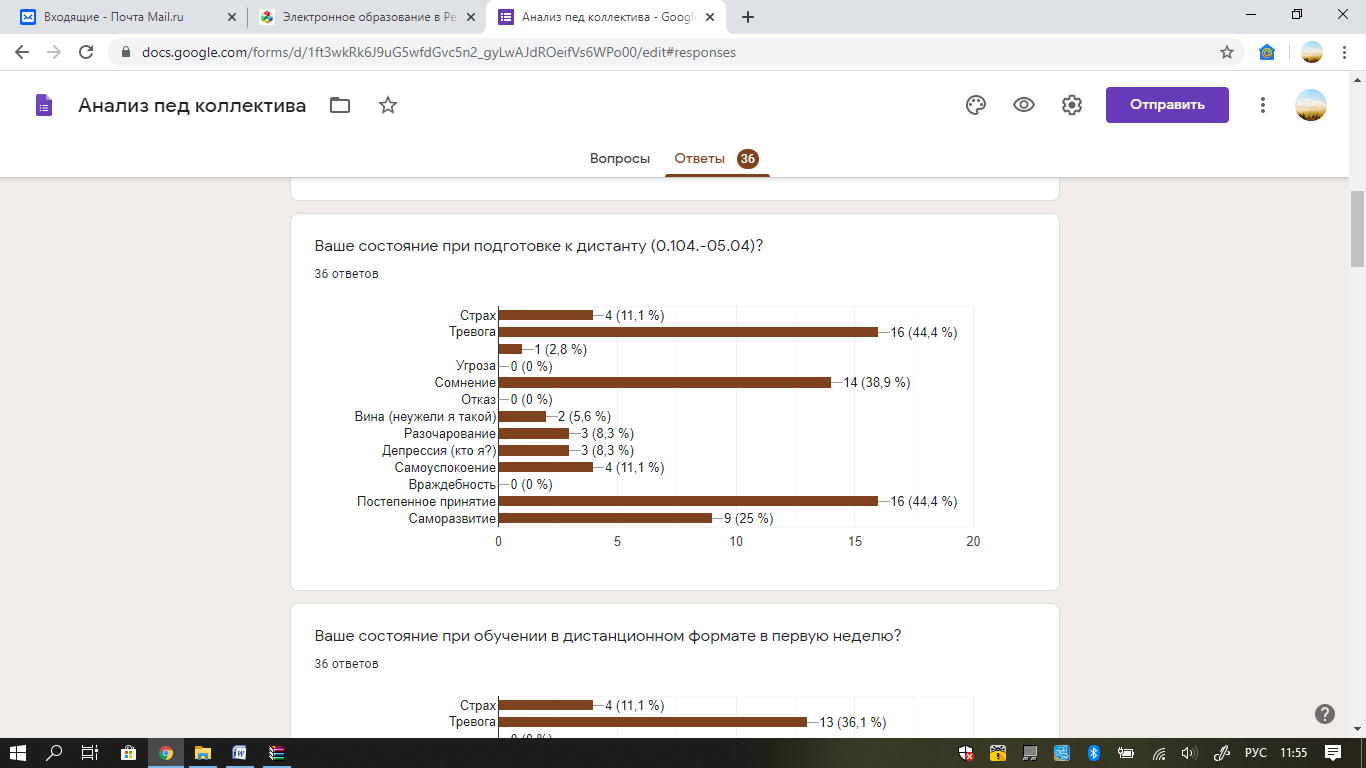 Входящие - Почта Mail.ru
Электронное образование в Ре
Анализ пед коллектива - Google
docs.google.com/forms/d/1ft3wkRk6J9uG5wfdGvc5n2_gyLwAJdROeifVs6WPo00/edit#responses
Анализ пед коллектива
Отправить
Вопросы
Ответы 36
Ваше состояние при подготовке к дистанту (0.104.-05.04)?
36 ответов
Страх 4 (11,1 %)
Тревога 16 (44,4 %)
1 (2,8 %)
Угроза 0 (0 %)
Сомнение 14 (38,9 %)
Отказ 0 (0 %)
Вина (неужели я такой) 2 (5,6 %)
Разочарование 3 (8,3 %)
Депрессия (кто я?) 3 (8,3 %)
Самоуспокоение 4 (11,1 %)
Враждебность 0 (0 %)
Постепенное принятие 16 (44,4 %)
Саморазвитие 9 (25 %)
0 5 10 15 20
Ваше состояние при обучении в дистанционном формате в первую неделю?
36 ответов
Страх 4 (11,1 %)
Тревога 13 (36,1 %)
0 (0 %)
РУС 11:55